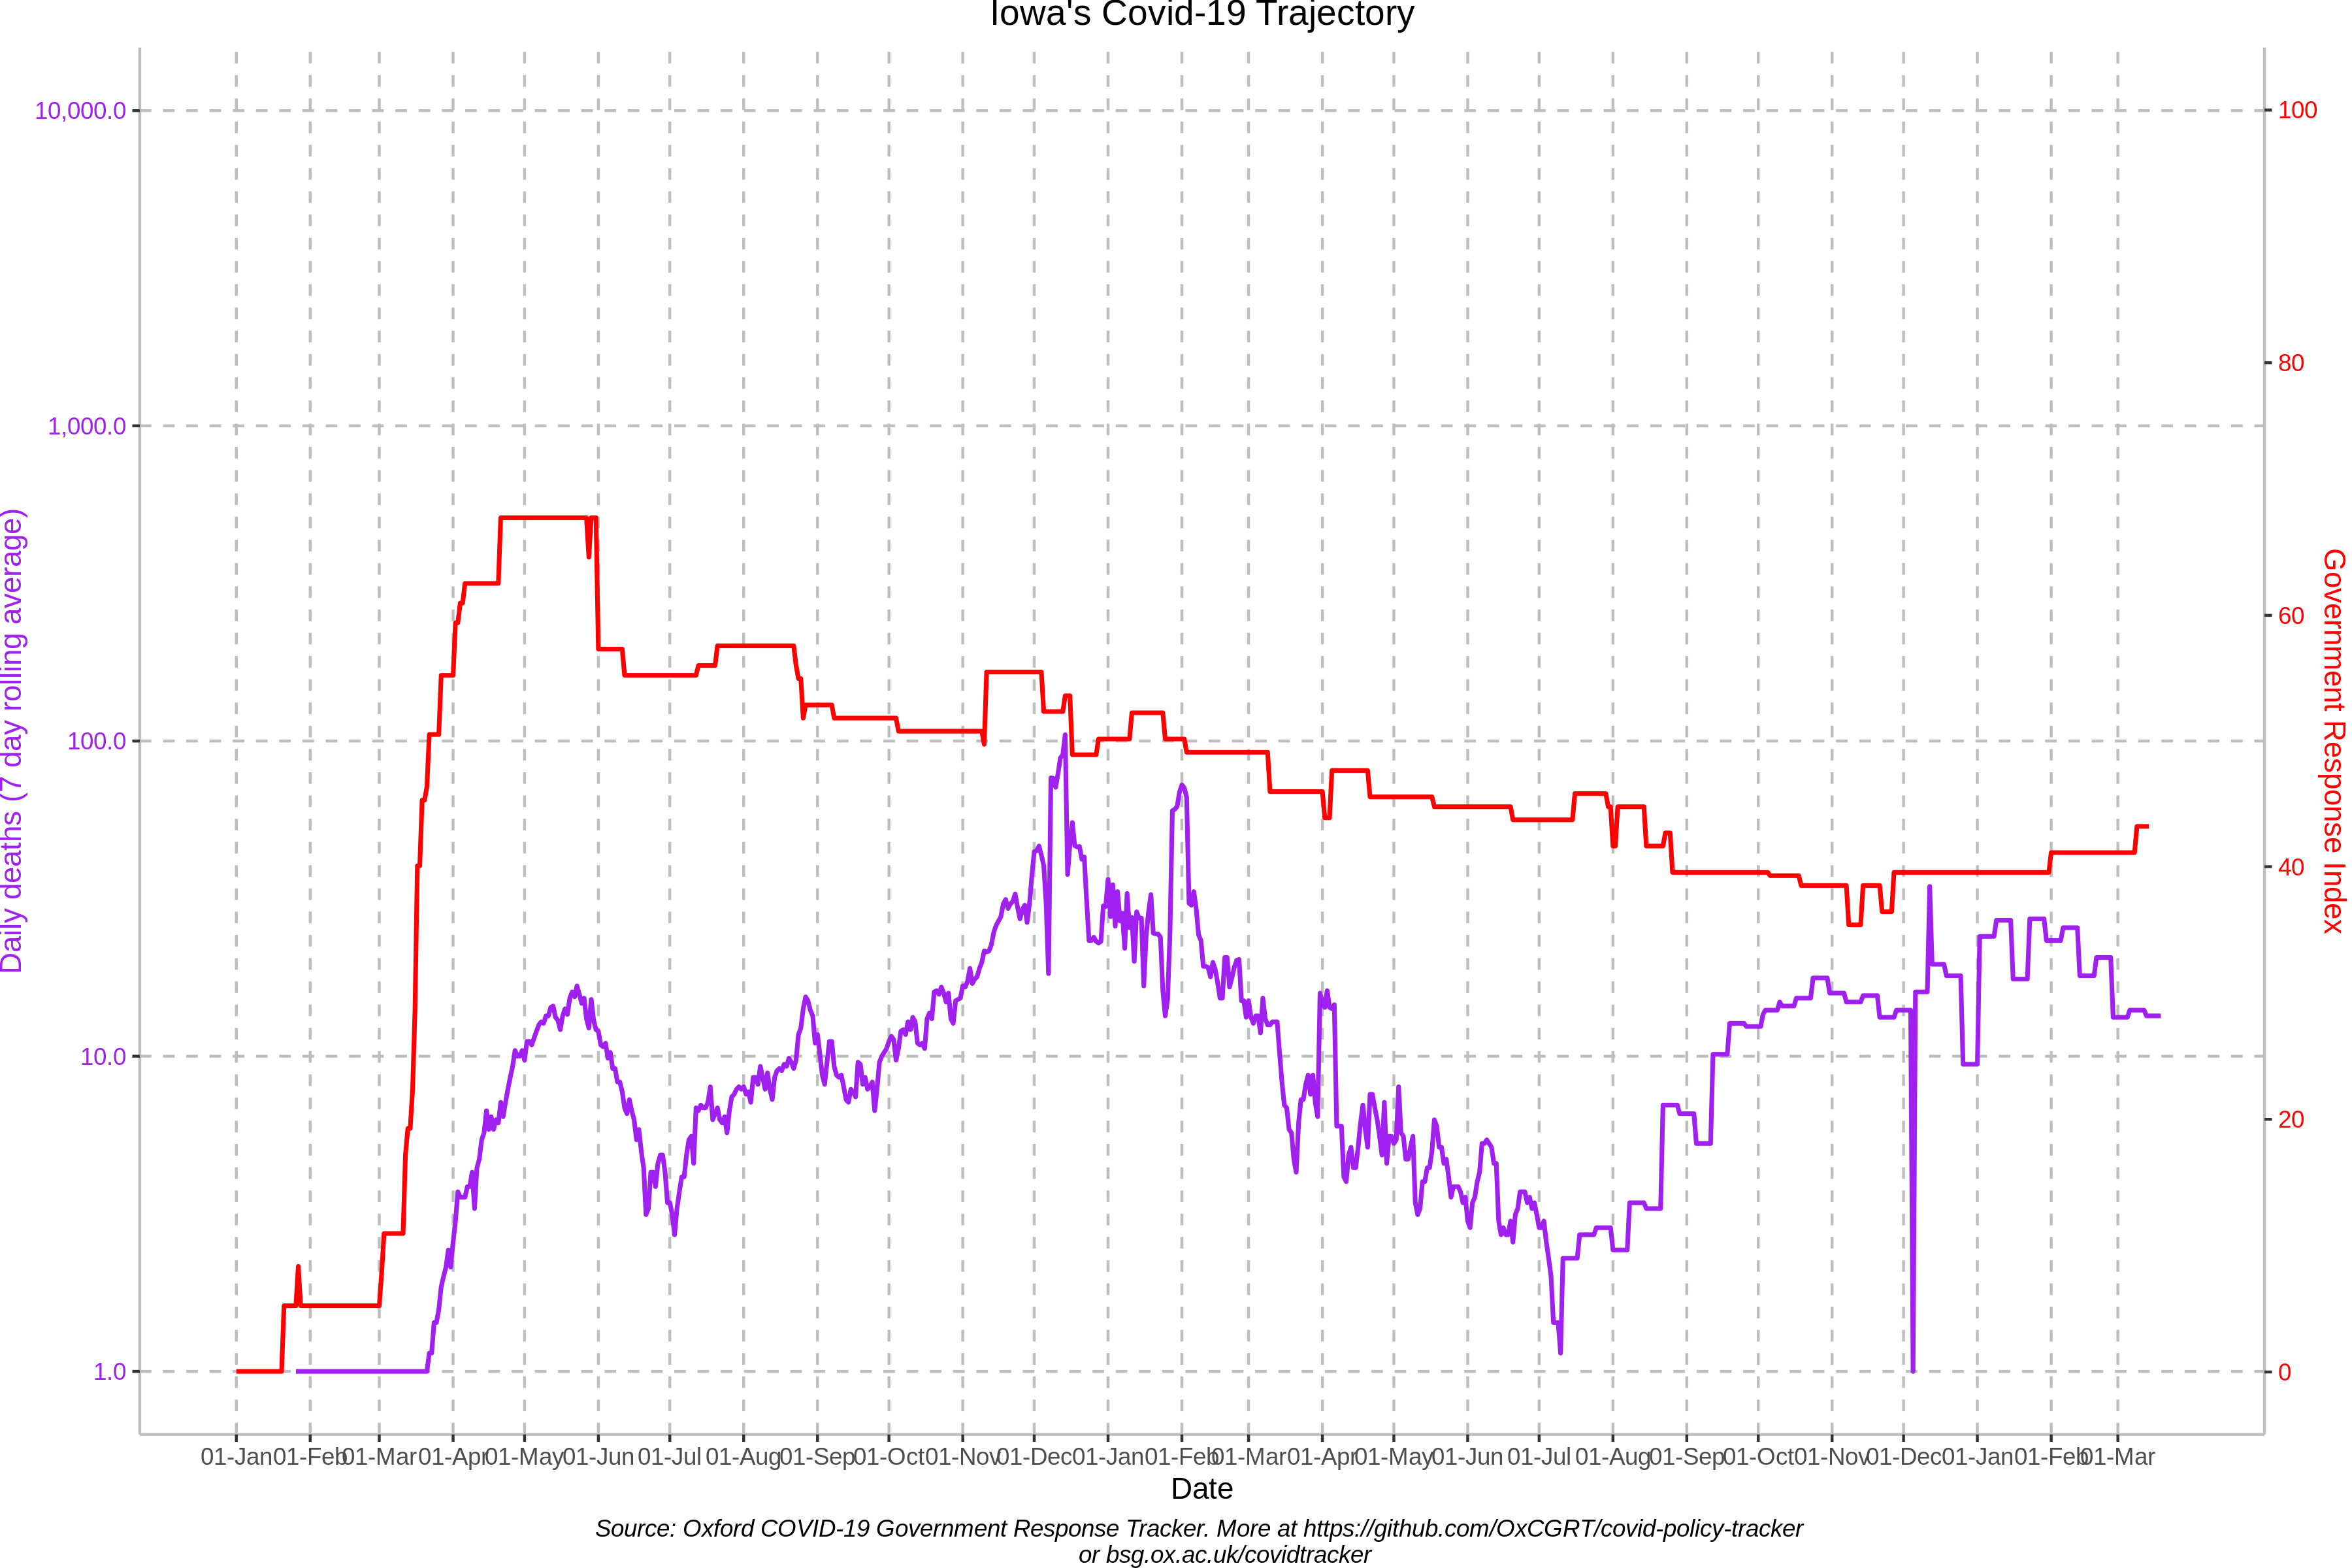 Iowa's Covid-19 Trajectory
10,000.0
1,000.0
100.0
10.0
1.0
Daily deaths (7 day rolling average)
100
80
60
40
20
0
Government Response Index
01-Jan 01-Feb 01-Mar 01-Apr 01-May 01-Jun 01-Jul 01-Aug 01-Sep 01-Oct 01-Nov 01-Dec 01-Jan 01-Feb 01-Mar 01-Apr 01-May 01-Jun 01-Jul 01-Aug 01-Sep 01-Oct 01-Nov 01-Dec 01-Jan 01-Feb 01-Mar
Date
Source: Oxford COVID-19 Government Response Tracker. More at https://github.com/OxCGRT/covid-policy-tracker
or bsg.ox.ac.uk/covidtracker